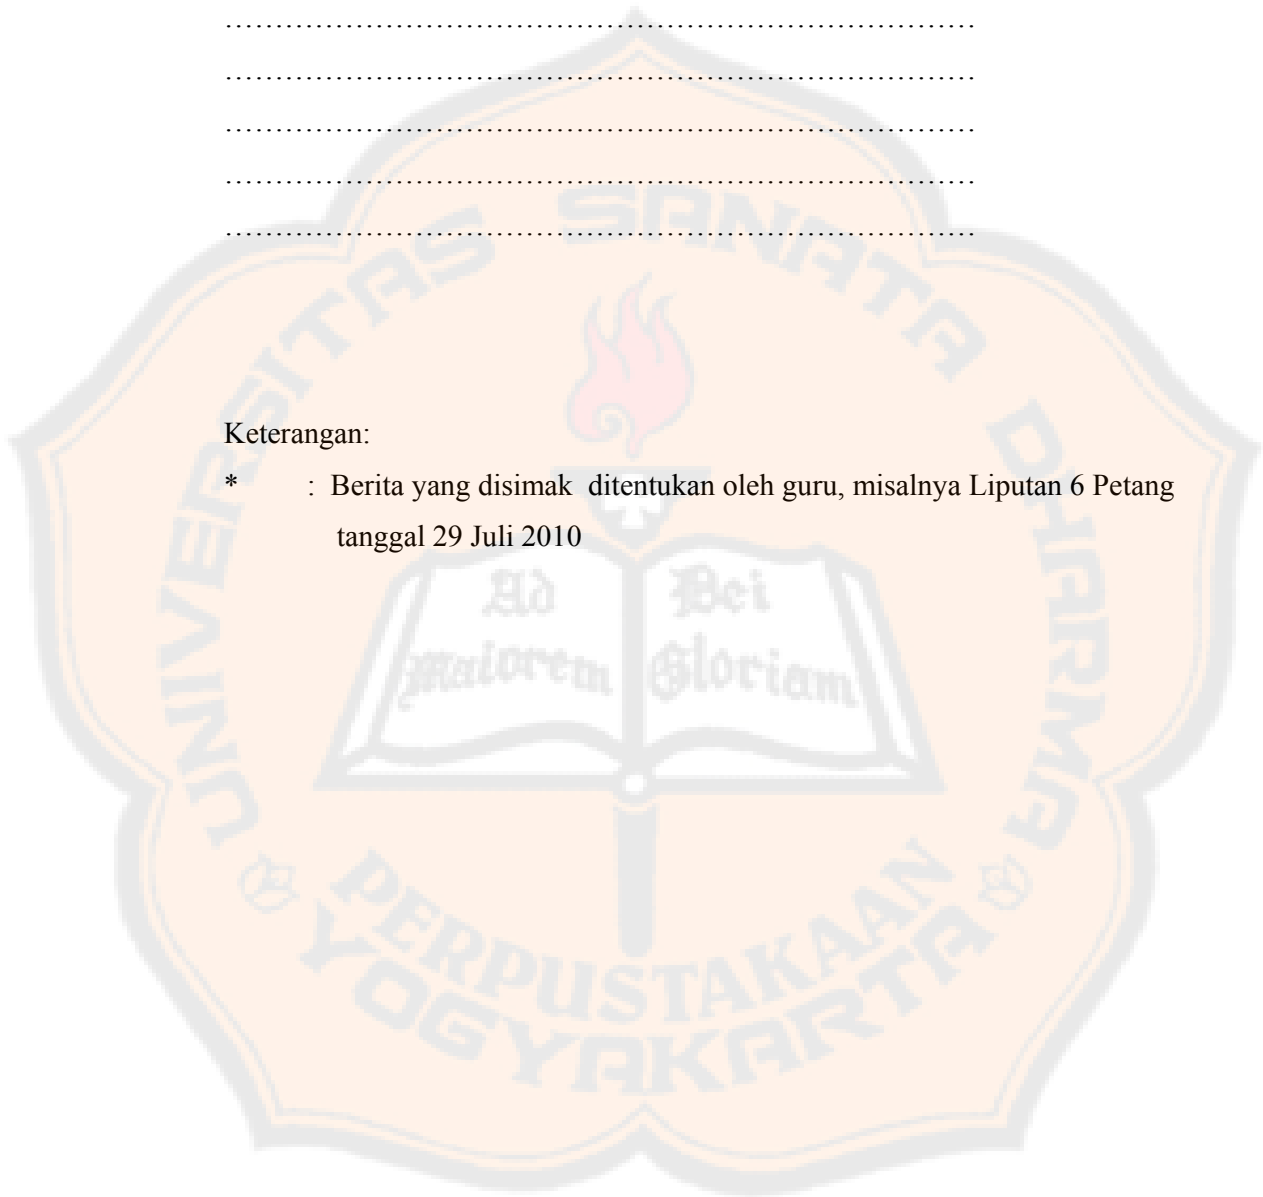 ……………………………………………………………………
……………………………………………………………………
……………………………………………………………………
……………………………………………………………………
……………………………………………………………………
UNIVERSITAS SANATA DHARMA
Keterangan:
* : Berita yang disimak ditentukan oleh guru, misalnya Liputan 6 Petang
tanggal 29 Juli 2010
Ad Dei
Maiorem Gloriam
PERPUSTAKAAN
YOGYAKARTA